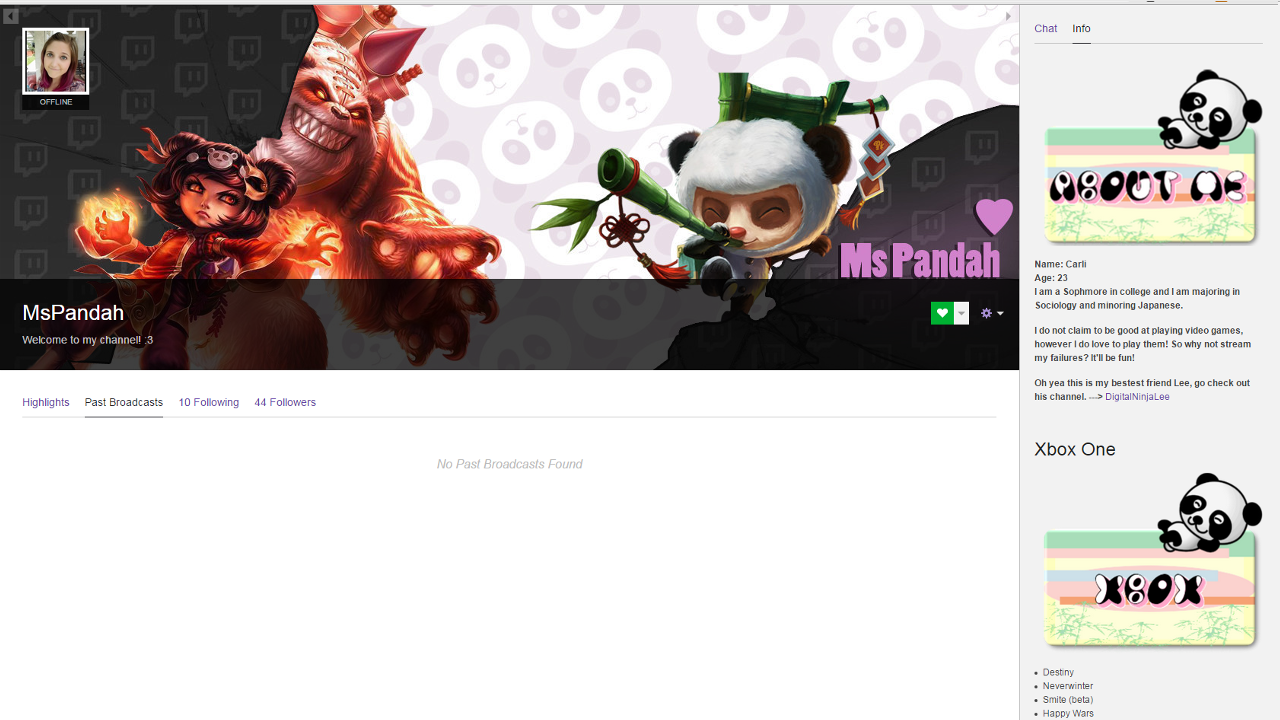 OFFLINE
Ms Pandah
MsPandah
Welcome to my channel! :3
Highlights
Past Broadcasts
10 Following
44 Followers
No Past Broadcasts Found
Chat
Info
ABOUT ME
Name: Carli
Age: 23
I am a Sophmore in college and I am majoring in
Sociology and minoring Japanese.
I do not claim to be good at playing video games,
however I do love to play them! So why not stream
my failures? It'll be fun!
Oh yea this is my bestest friend Lee, go check out
his channel. ---> DigitalNinjaLee
Xbox One
XBOX
Destiny
Neverwinter
Smite (beta)
Happy Wars